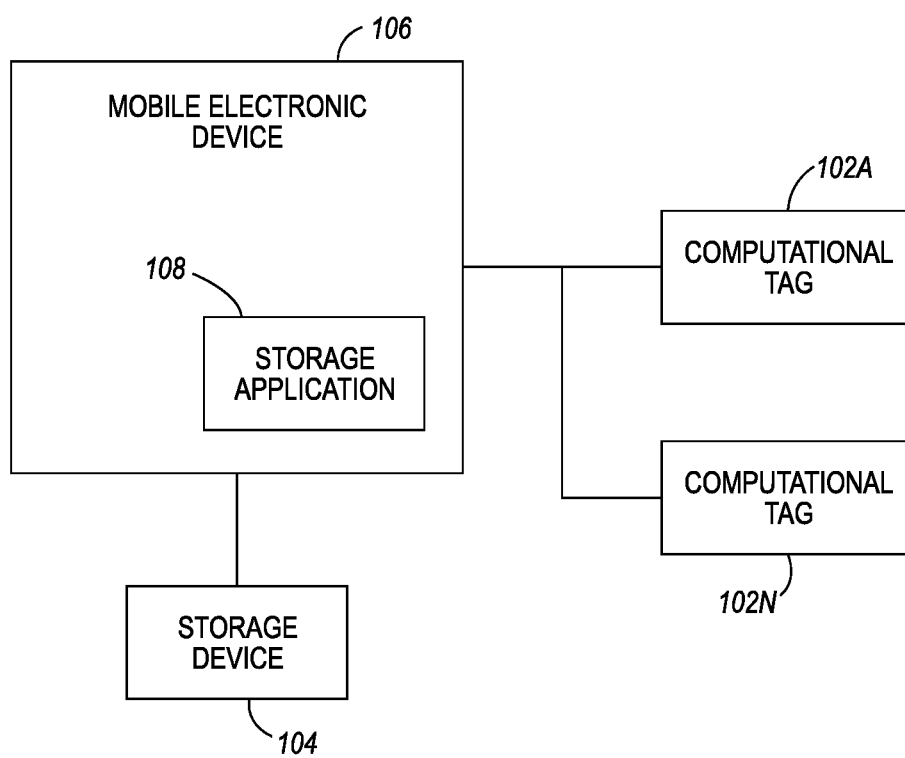 106
MOBILE ELECTRONIC
DEVICE
102A
COMPUTATIONAL
TAG
108
STORAGE
APPLICATION
COMPUTATIONAL
TAG
102N
STORAGE
DEVICE
104